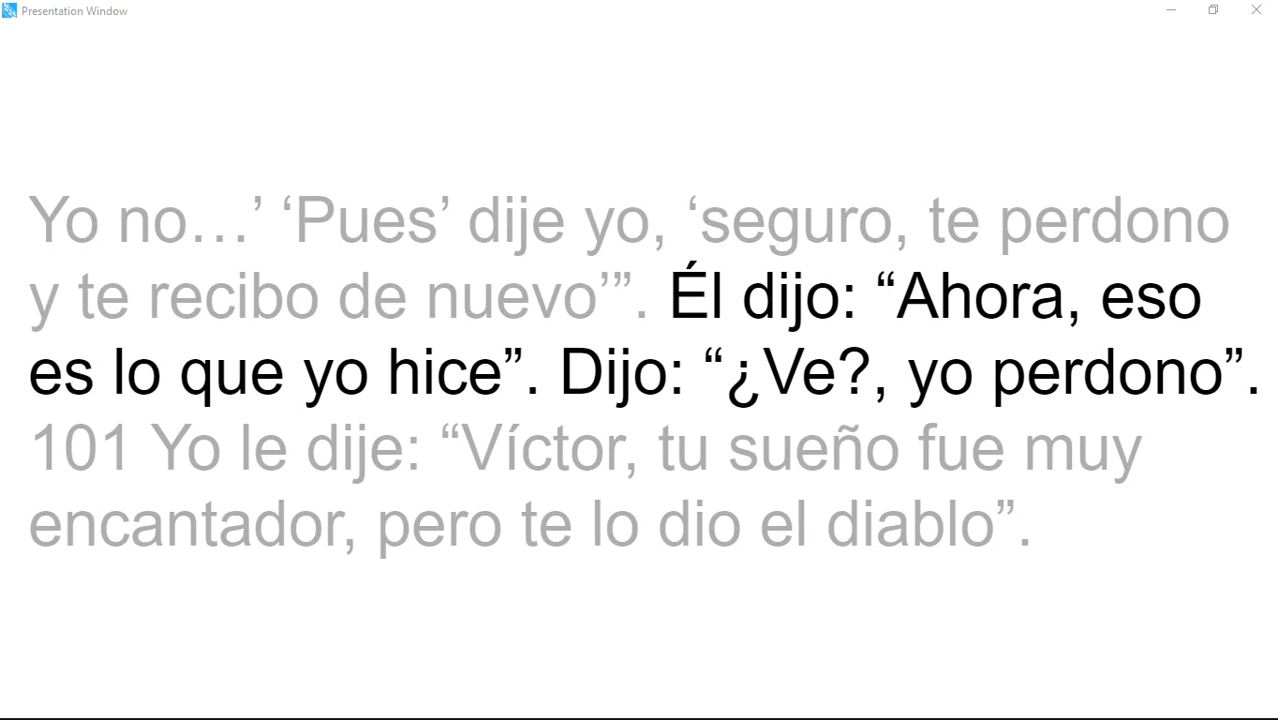 Presentation Window
Yo no…’ ‘Pues’ dije yo, ‘seguro, te perdono
y te recibo de nuevo’”. Él dijo: “Ahora, eso
es lo que yo hice”. Dijo: “¿Ve?, yo perdono”.
101 Yo le dije: “Víctor, tu sueño fue muy
encantador, pero te lo dio el diablo”.